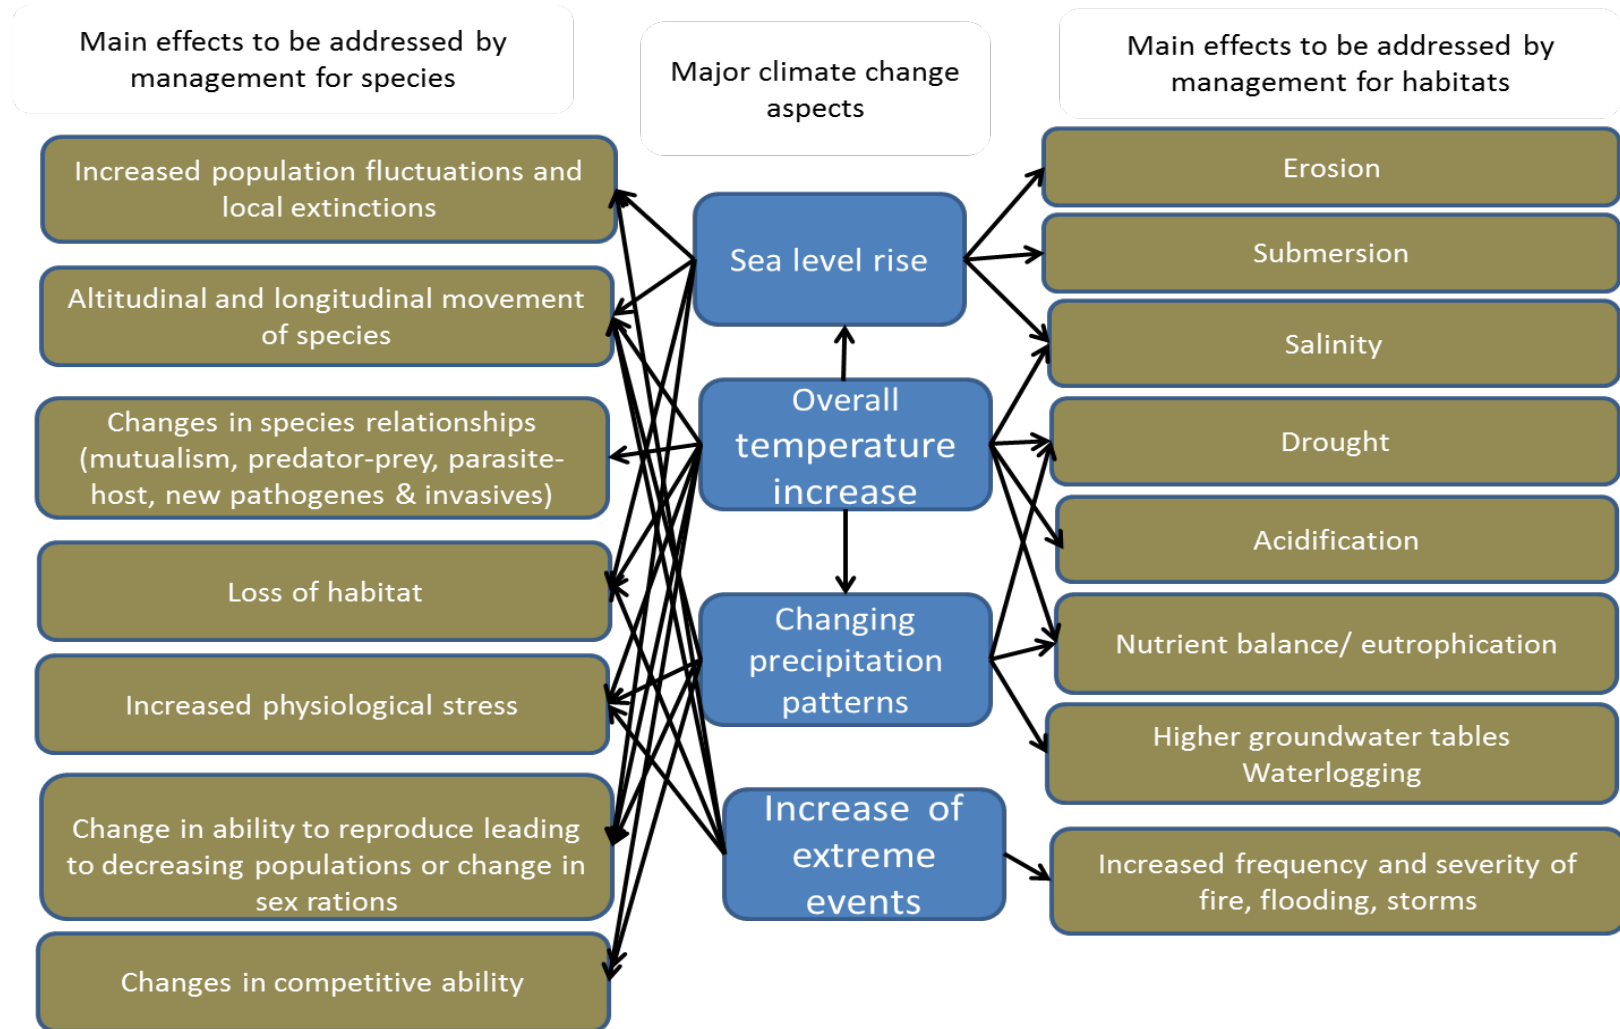 Main effects to be addressed by
management for species
Increased population fluctuations and
local extinctions
Altitudinal and longitudinal movement
of species
Changes in species relationships
(mutualism, predator-prey, parasite-
host, new pathogenes & invasives)
Loss of habitat
Increased physiological stress
Change in ability to reproduce leading
to decreasing populations or change in
sex rations
Changes in competitive ability
Major climate change
aspects
Sea level rise
Overall
temperature
increase
Changing
precipitation
patterns
Increase of
extreme
events
Main effects to be addressed by
management for habitats
Erosion
Submersion
Salinity
Drought
Acidification
Nutrient balance/ eutrophication
Higher groundwater tables
Waterlogging
Increased frequency and severity of
fire, flooding, storms